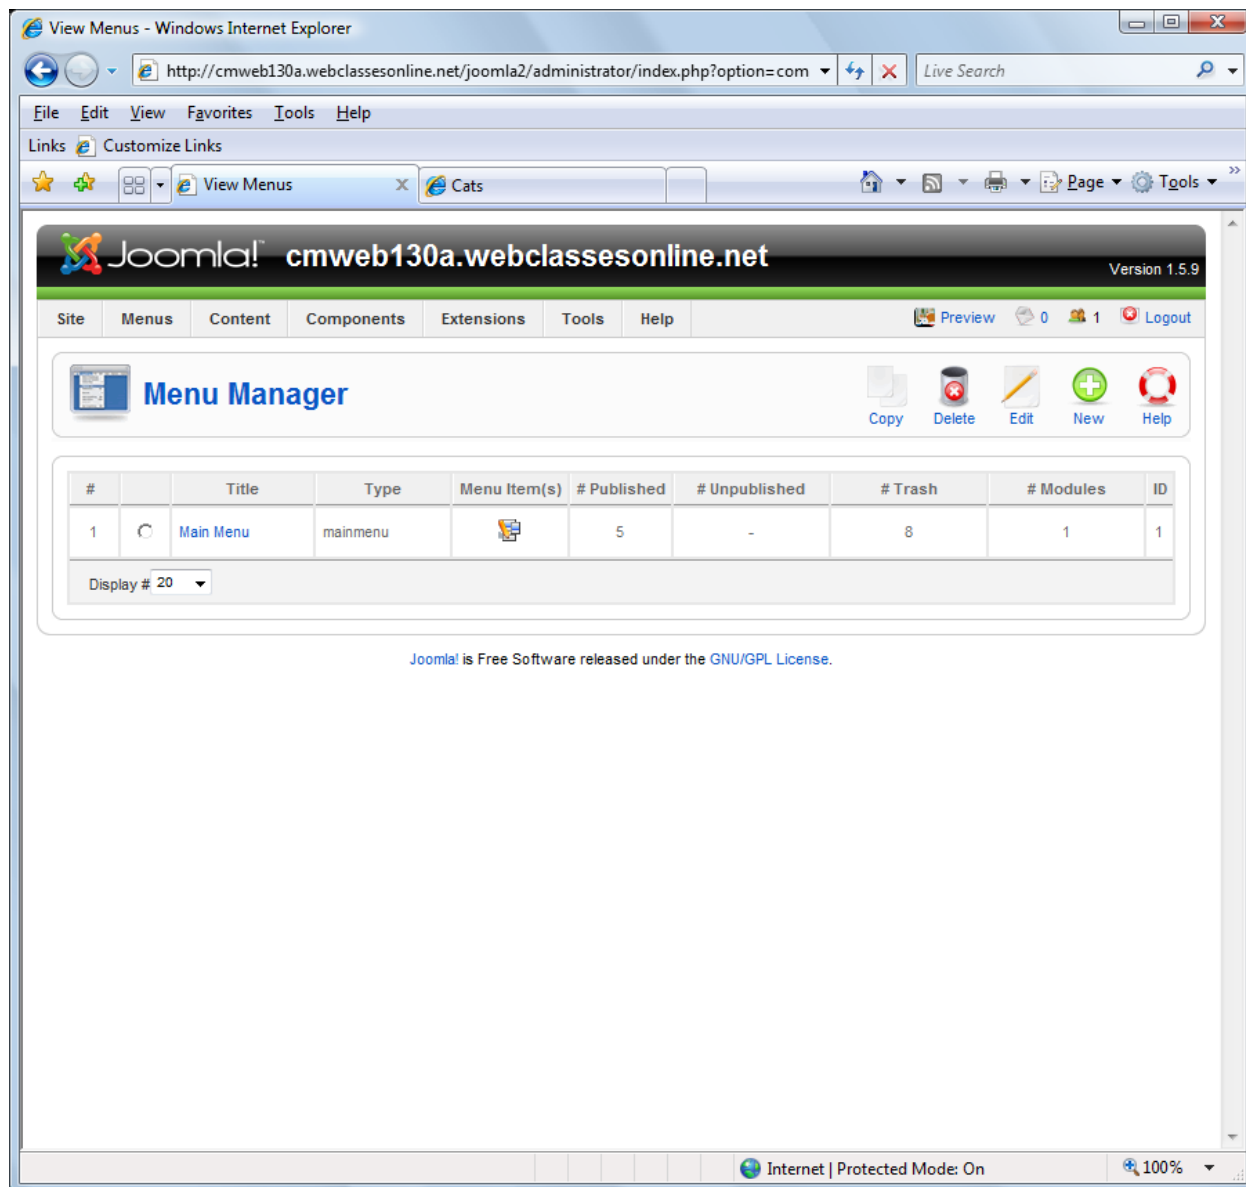 View Menus - Windows Internet Explorer
http://cmweb130a.webclassesonline.net/joomla2/administrator/index.php?option=com
Live Search
File Edit View Favorites Tools Help
Links Customize Links
View Menus Cats Page Tools
Joomla! cmweb130a.webclassesonline.net
Version 1.5.9
Site Menus Content Components Extensions Tools Help Preview 0 1 Logout
Menu Manager
Copy Delete Edit New Help
# Title Type Menu Item(s) # Published # Unpublished # Trash # Modules ID
1 Main Menu mainmenu 5 - 8 1 1
Display # 20
Joomla! is Free Software released under the GNU/GPL License.
Internet | Protected Mode: On 100%